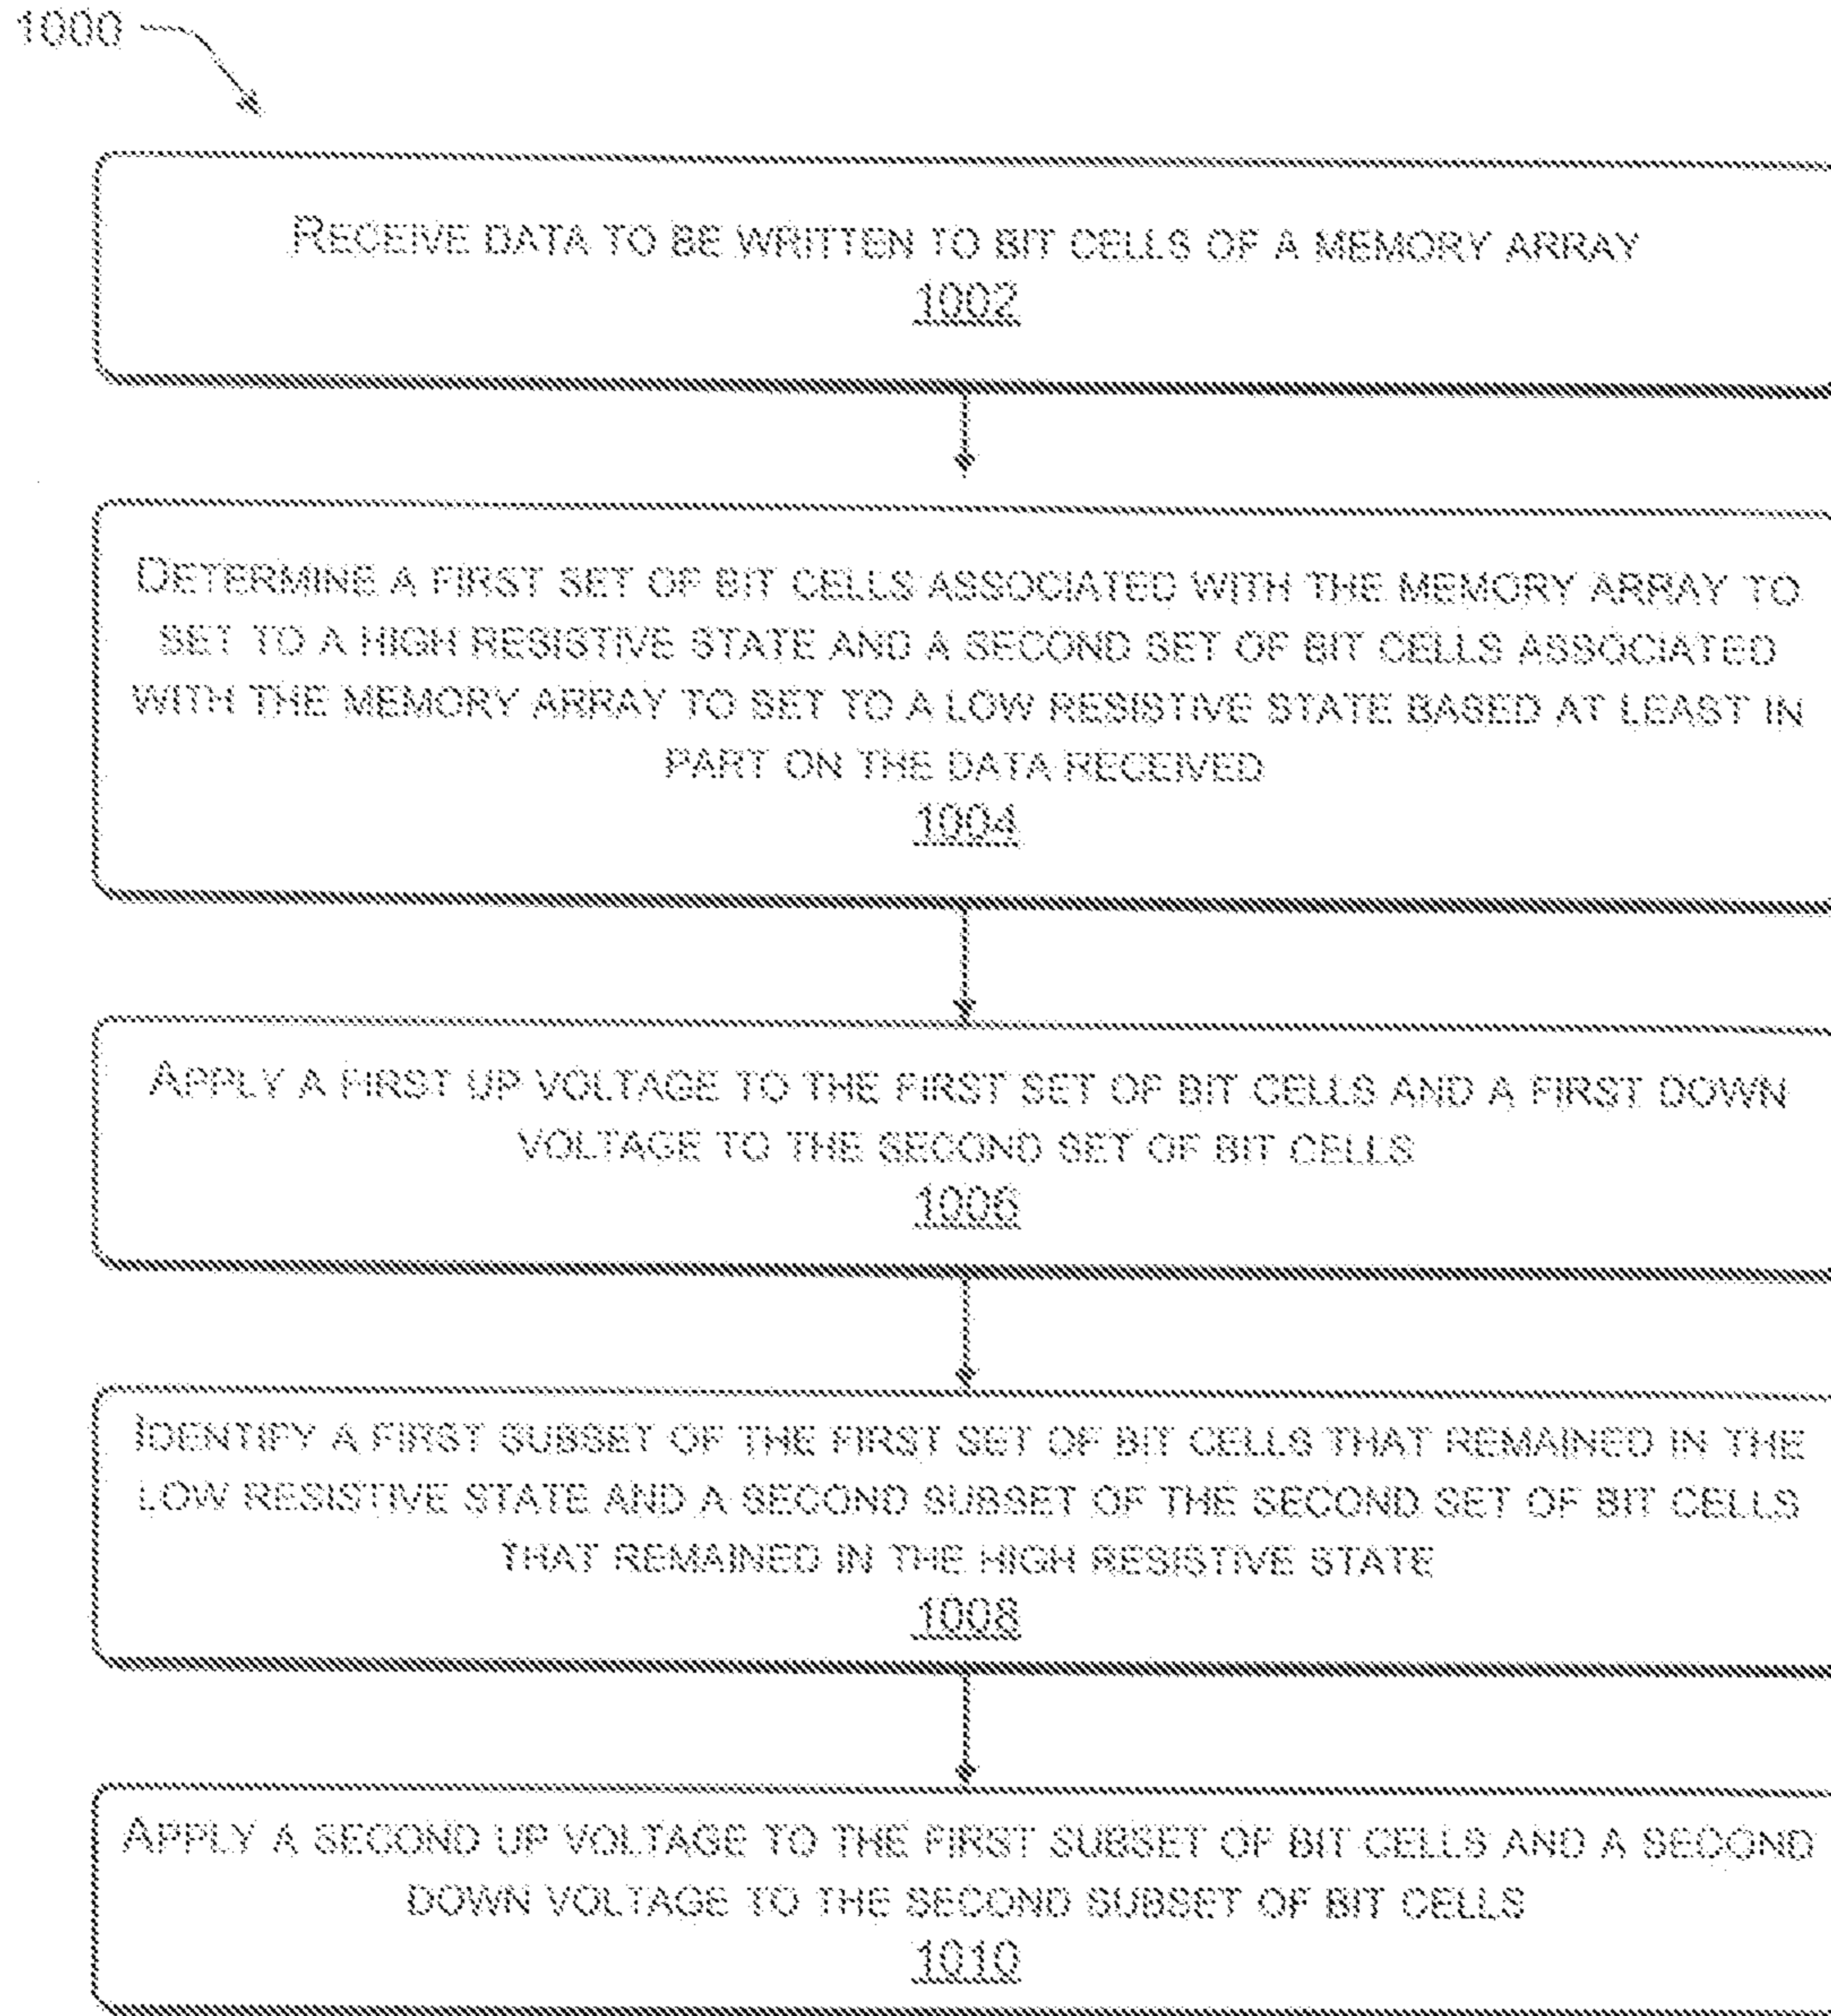 1000
RECEIVE DATA TO BE WRITTEN TO BIT CELLS OF A MEMORY ARRAY
1002
DETERMINE A FIRST SET OF BIT CELLS ASSOCIATED WITH THE MEMORY ARRAY TO
SET TO A HIGH RESISTIVE STATE AND A SECOND SET OF BIT CELLS ASSOCIATED
WITH THE MEMORY ARRAY TO SET TO A LOW RESISTIVE STATE BASED AT LEAST IN
PART ON THE DATA RECEIVED
1004
APPLY A FIRST UP VOLTAGE TO THE FIRST SET OF BIT CELLS AND A FIRST DOWN
VOLTAGE TO THE SECOND SET OF BIT CELLS
1006
IDENTIFY A FIRST SUBSET OF THE FIRST SET OF BIT CELLS THAT REMAINED IN THE
LOW RESISTIVE STATE AND A SECOND SUBSET OF THE SECOND SET OF BIT CELLS
THAT REMAINED IN THE HIGH RESISTIVE STATE
1008
APPLY A SECOND UP VOLTAGE TO THE FIRST SUBSET OF BIT CELLS AND A SECOND
DOWN VOLTAGE TO THE SECOND SUBSET OF BIT CELLS
1010